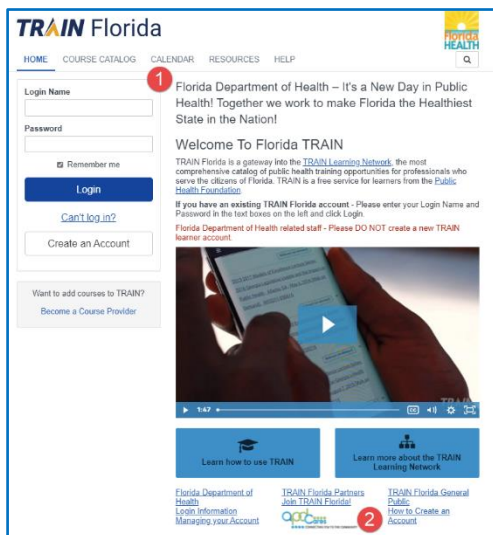 TRAIN Florida
Florida
HEALTH
HOME COURSE CATALOG CALENDAR RESOURCES HELP
1
Login Name
Password
Remember me
Login
Can't log in?
Create an Account
Want to add courses to TRAIN?
Become a Course Provider
Florida Department of Health – It's a New Day in Public
Health! Together we work to make Florida the Healthiest
State in the Nation!
Welcome To Florida TRAIN
TRAIN Florida is a gateway into the TRAIN Learning Network, the most
comprehensive catalog of public health training opportunities for professionals who
serve the citizens of Florida. TRAIN is a free service for learners from the Public
Health Foundation.
If you have an existing TRAIN Florida account - Please enter your Login Name and
Password in the text boxes on the left and click Login.
Florida Department of Health related staff - Please DO NOT create a new TRAIN
learner account.
1:47
CC
Learn how to use TRAIN
Learn more about the TRAIN
Learning Network
Florida Department of
Health
Login Information
Managing your Account
TRAIN Florida Partners
Join TRAIN Florida!
apd cares
2
TRAIN Florida General
Public
How to Create an
Account